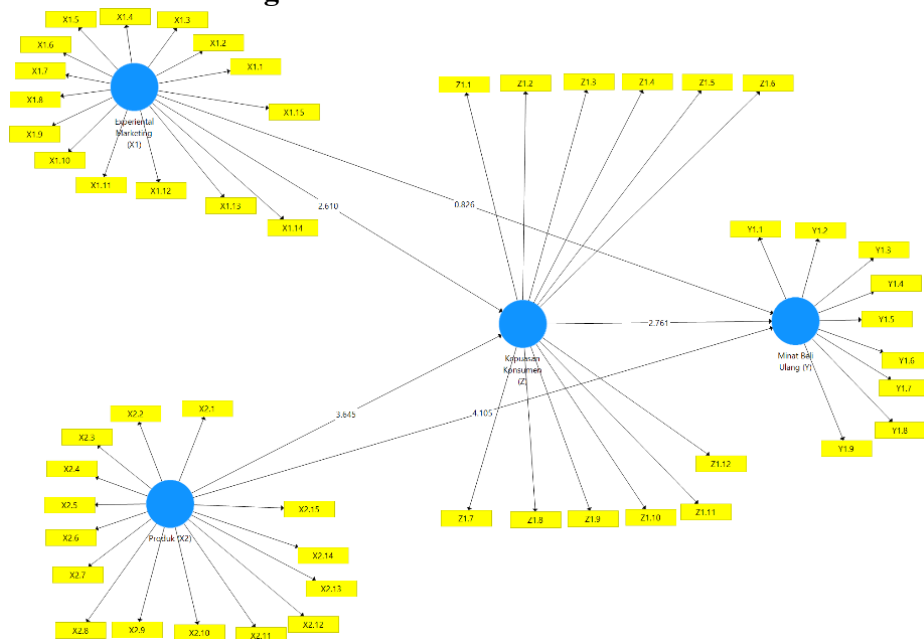 X1.5
X1.4
X1.3
X1.6
X1.2
X1.7
X1.1
X1.8
X1.15
X1.9
Experiental
Marketing
(X1)
X1.10
X1.11
X1.12
X1.13
X1.14
2.610
0.826
Z1.1
Z1.2
Z1.3
Z1.4
Z1.5
Z1.6
Y1.1
Y1.2
Y1.3
Y1.4
Y1.5
Y1.6
Y1.7
Y1.8
Y1.9
Minat Beli
Ulang (Y)
2.761
Kepuasan
Konsumen
(Z)
3.645
4.105
X2.2
X2.1
X2.3
X2.4
X2.5
X2.15
X2.6
Produk (X2)
X2.14
X2.7
X2.13
X2.8
X2.9
X2.10
X2.11
X2.12
Z1.12
Z1.7
Z1.8
Z1.9
Z1.10
Z1.11